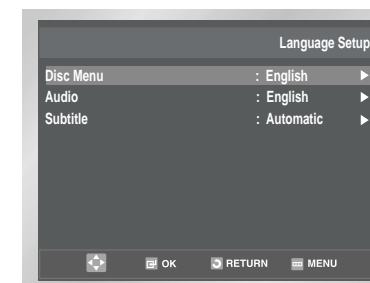 Language Setup
Disc Menu : English
Audio : English
Subtitle : Automatic
OK RETURN MENU